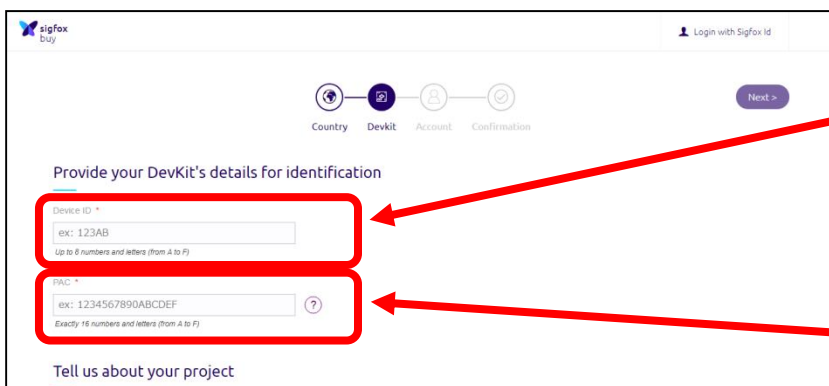 sigfox
buy
Login with Sigfox Id
Country Devkit Account Confirmation
Next >
Provide your DevKit's details for identification
Device ID *
ex: 123AB
Up to 8 numbers and letters (from A to F)
PAC *
ex: 1234567890ABCDEF
?
Exactly 16 numbers and letters (from A to F)
Tell us about your project